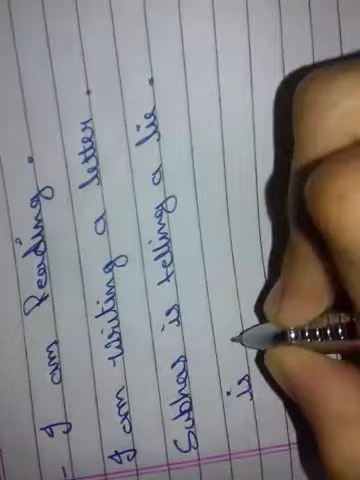 - I am Reading.
I am writing a letter.
Subhas is telling a lie.
is